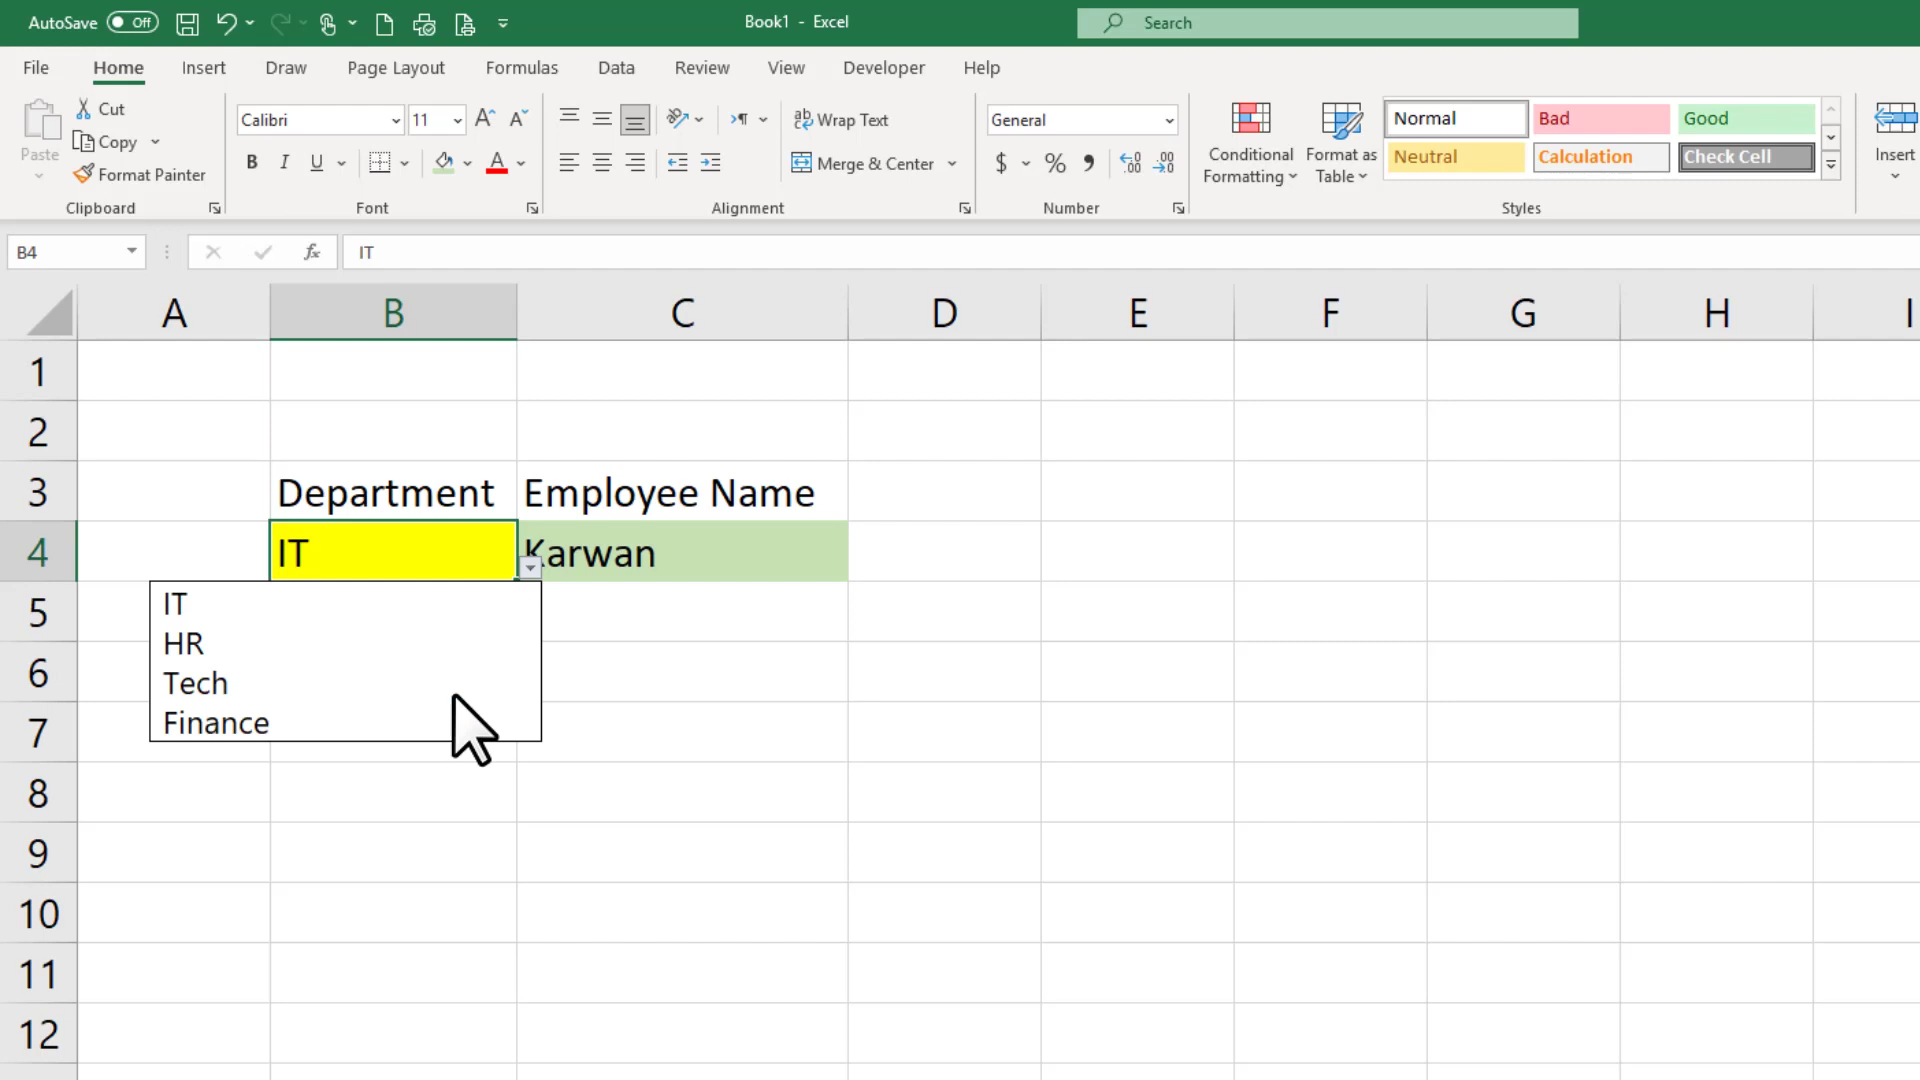 AutoSave Off Book1 - Excel Search
File Home Insert Draw Page Layout Formulas Data Review View Developer Help
Paste
Cut
Copy
Format Painter
Clipboard
Calibri 11
B I U A
Font
Wrap Text
Merge & Center
Alignment
General
$ % 9 .00
Number
Conditional Formatting
Format as Table
Normal Bad Good
Neutral Calculation Check Cell
Styles
Insert
B4 fx IT
A B C D E F G H I
1
2
3 Department Employee Name
4 IT Karwan
IT
5
HR
6
Tech
Finance
7
8
9
10
11
12